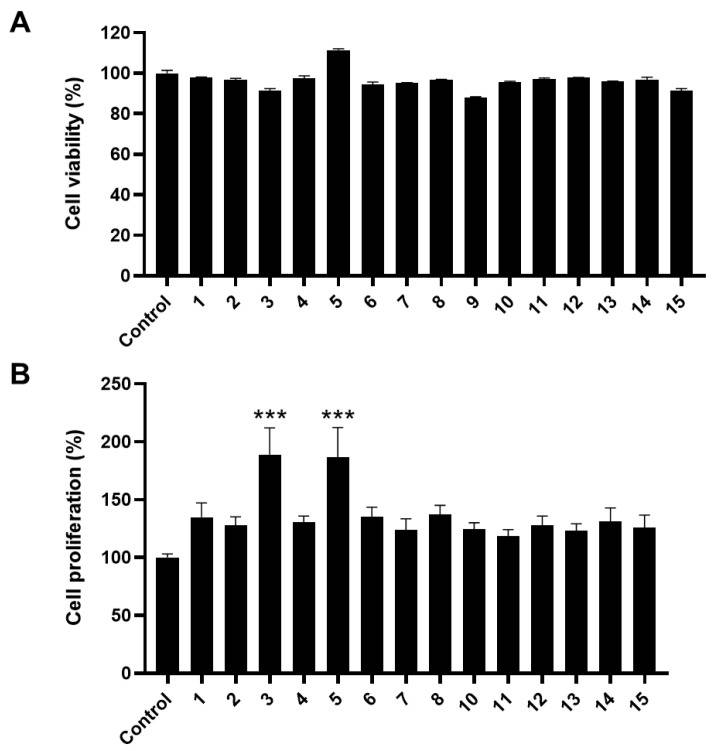 A
Cell viability (%)
120
100
80
60
40
20
0
Control 1 2 3 4 5 6 7 8 9 10 11 12 13 14 15
B
Cell proliferation (%)
250
200
150
100
50
0
*** ***
Control 1 2 3 4 5 6 7 8 10 11 12 13 14 15